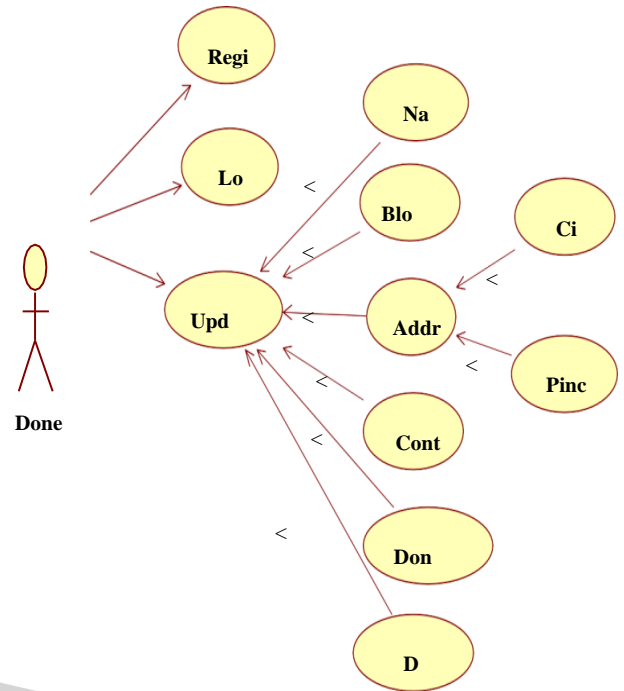 Regi
Na
Lo
<
Blo
Ci
<
<
Upd
<
Addr
<
Pinc
<
Done
Cont
<
<
Don
D